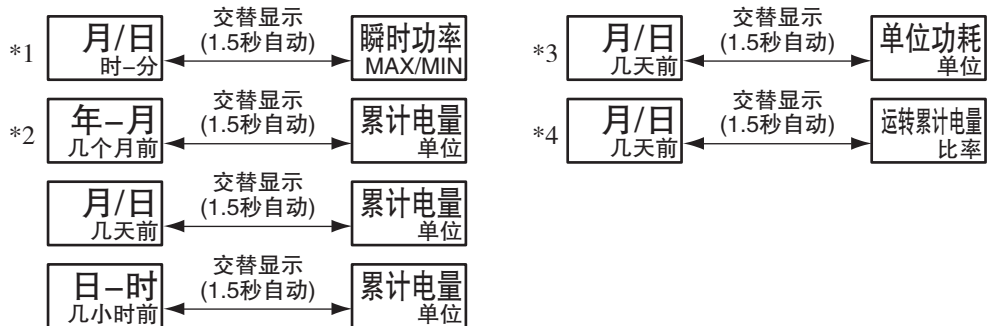 *1
月/日
时–分
交替显示
(1.5秒自动)
瞬时功率
MAX/MIN
*2
年–月
几个月前
交替显示
(1.5秒自动)
累计电量
单位
月/日
几天前
交替显示
(1.5秒自动)
累计电量
单位
日–时
几小时前
交替显示
(1.5秒自动)
累计电量
单位
*3
月/日
几天前
交替显示
(1.5秒自动)
单位功耗
单位
*4
月/日
几天前
交替显示
(1.5秒自动)
运转累计电量
比率